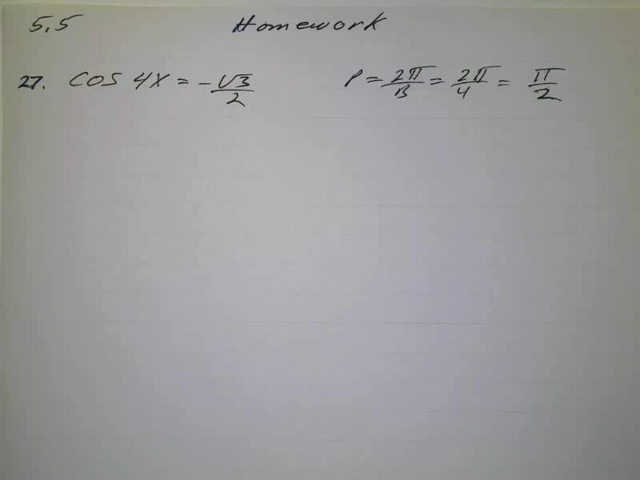 5.5 Homework
27. COS 4X = -√3/2 P = 2π/B = 2π/4 = π/2